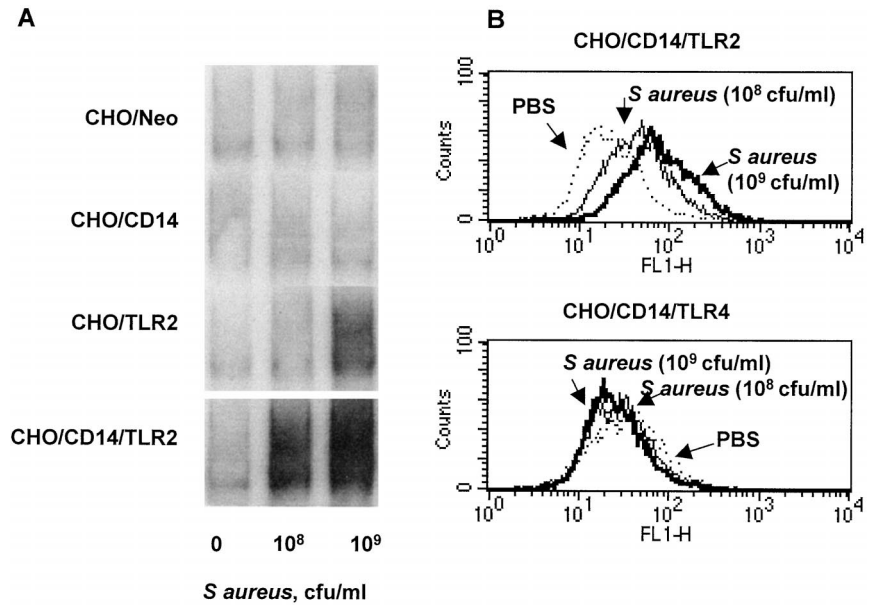 A
CHO/Neo
CHO/CD14
CHO/TLR2
CHO/CD14/TLR2
0 10⁸ 10⁹
S aureus, cfu/ml
B
CHO/CD14/TLR2
100
Counts
0
PBS
S aureus (10⁸ cfu/ml)
S aureus
(10⁹ cfu/ml)
10⁰ 10¹ 10² 10³ 10⁴
FL1-H
CHO/CD14/TLR4
100
Counts
0
S aureus (10⁹ cfu/ml)
S aureus (10⁸ cfu/ml)
PBS
10⁰ 10¹ 10² 10³ 10⁴
FL1-H